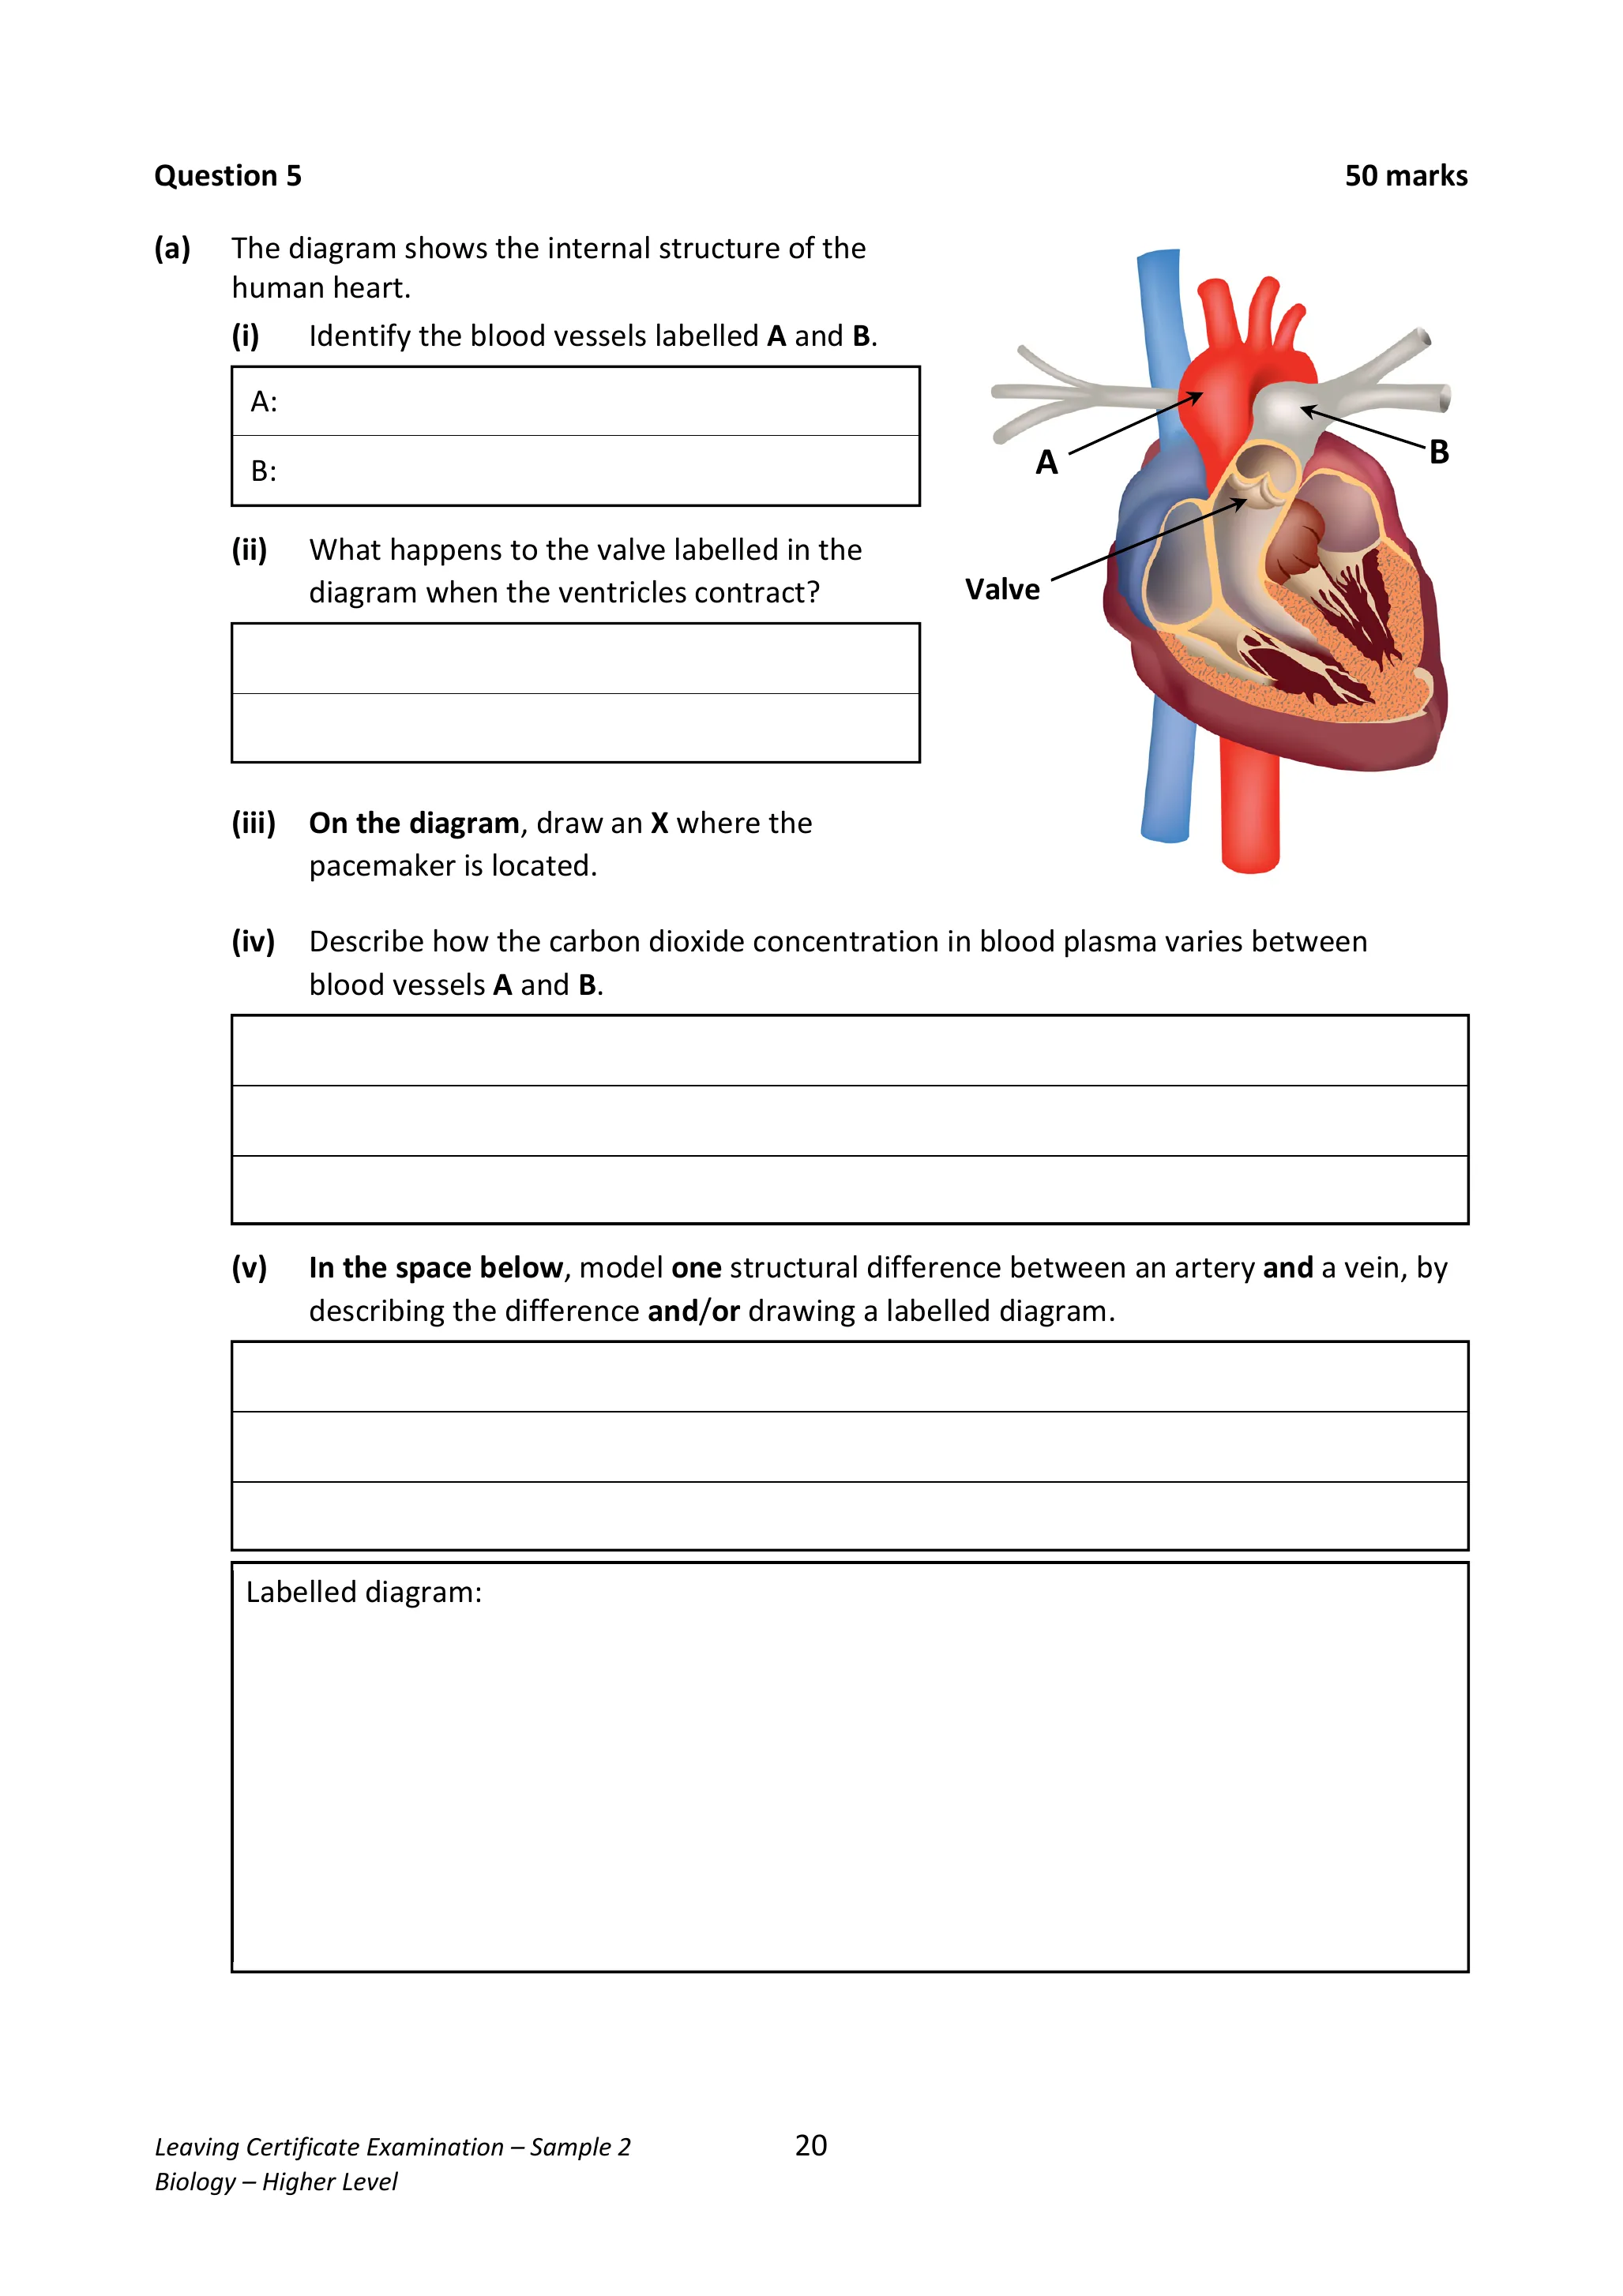 Question 5 50 marks
(a) The diagram shows the internal structure of the
human heart.
(i) Identify the blood vessels labelled A and B.
A:
B:
(ii) What happens to the valve labelled in the
diagram when the ventricles contract?
A
B
Valve
(iii) On the diagram, draw an X where the
pacemaker is located.
(iv) Describe how the carbon dioxide concentration in blood plasma varies between
blood vessels A and B.
(v) In the space below, model one structural difference between an artery and a vein, by
describing the difference and/or drawing a labelled diagram.
Labelled diagram:
Leaving Certificate Examination – Sample 2 20
Biology – Higher Level